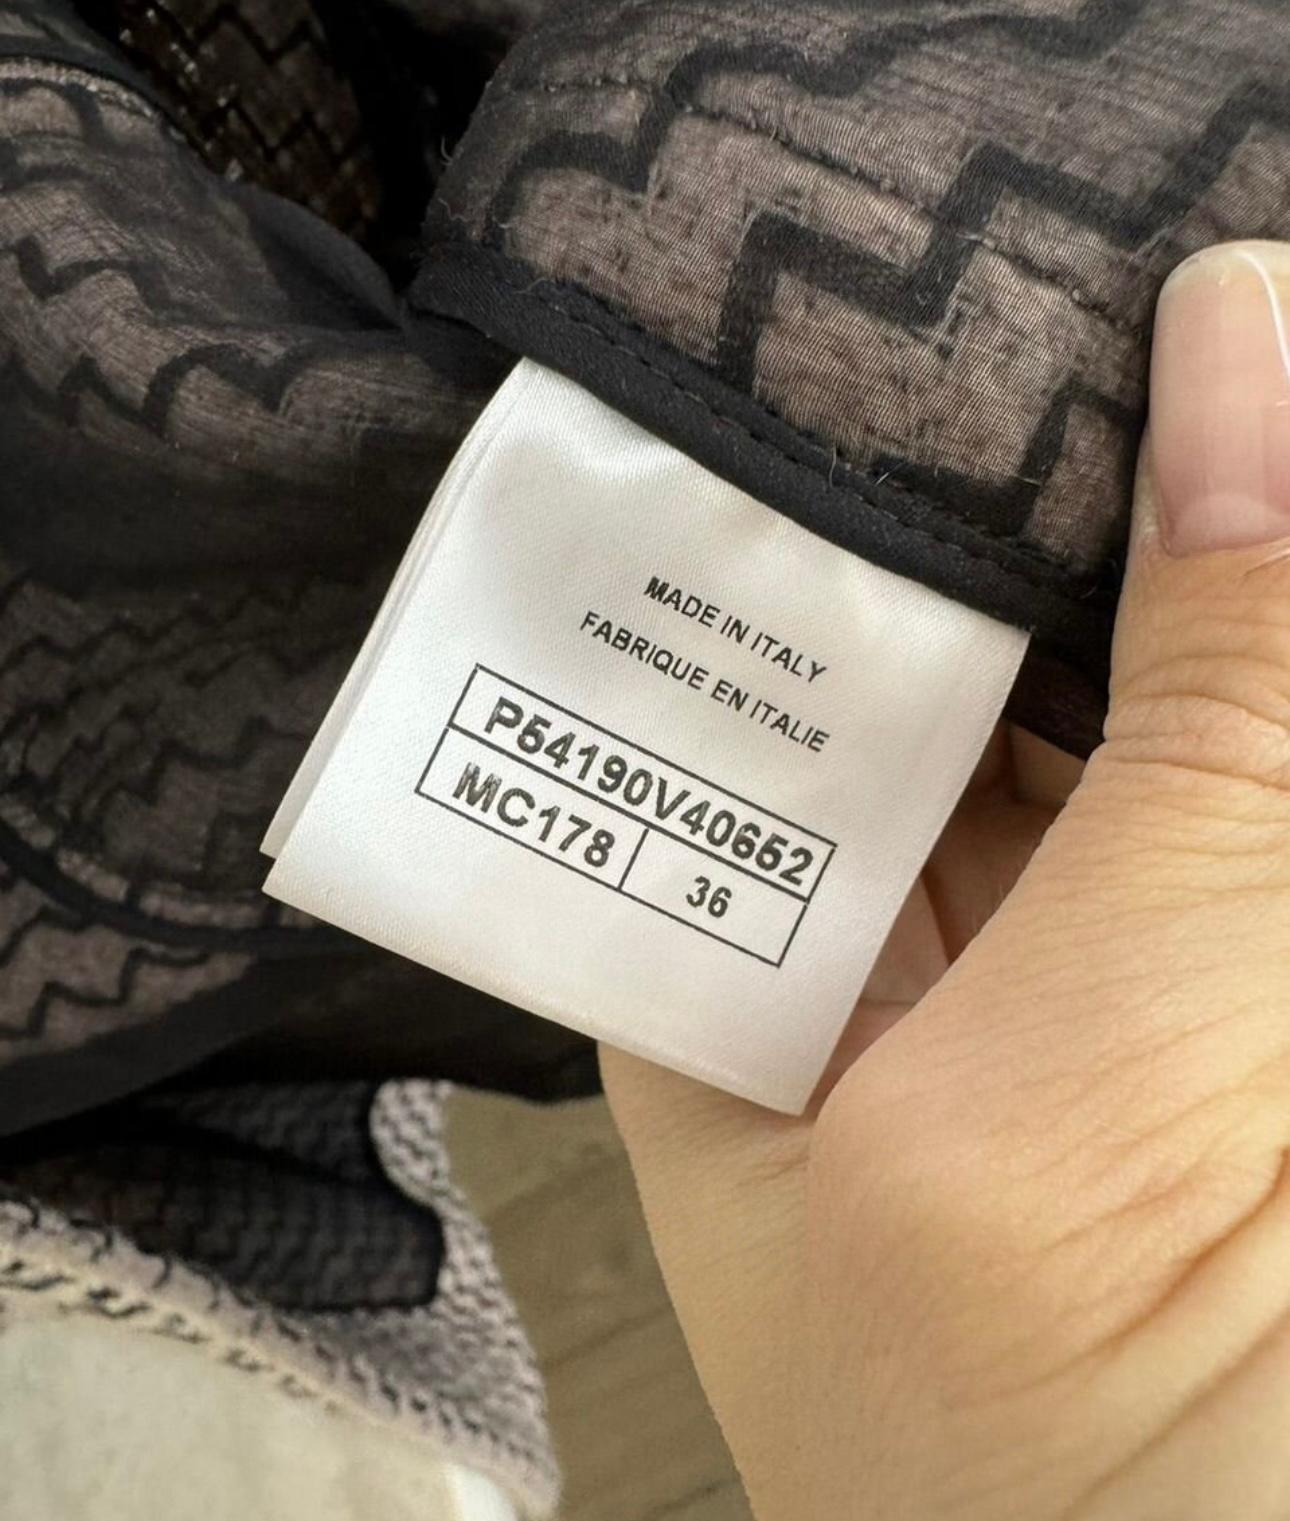 MADE IN ITALY
FABRIQUE EN ITALIE
P54190V40652
MC178 36